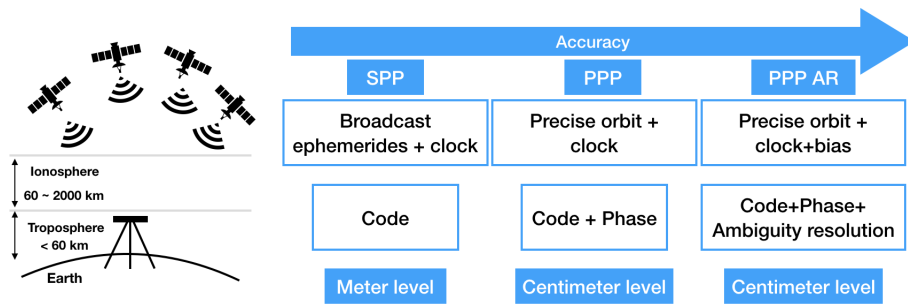 Accuracy
SPP
PPP
PPP AR
Broadcast
ephemerides + clock
Precise orbit +
clock
Precise orbit +
clock+bias
Ionosphere
60 ~ 2000 km
Code
Code + Phase
Code+Phase+
Ambiguity resolution
Troposphere
< 60 km
Earth
Meter level
Centimeter level
Centimeter level